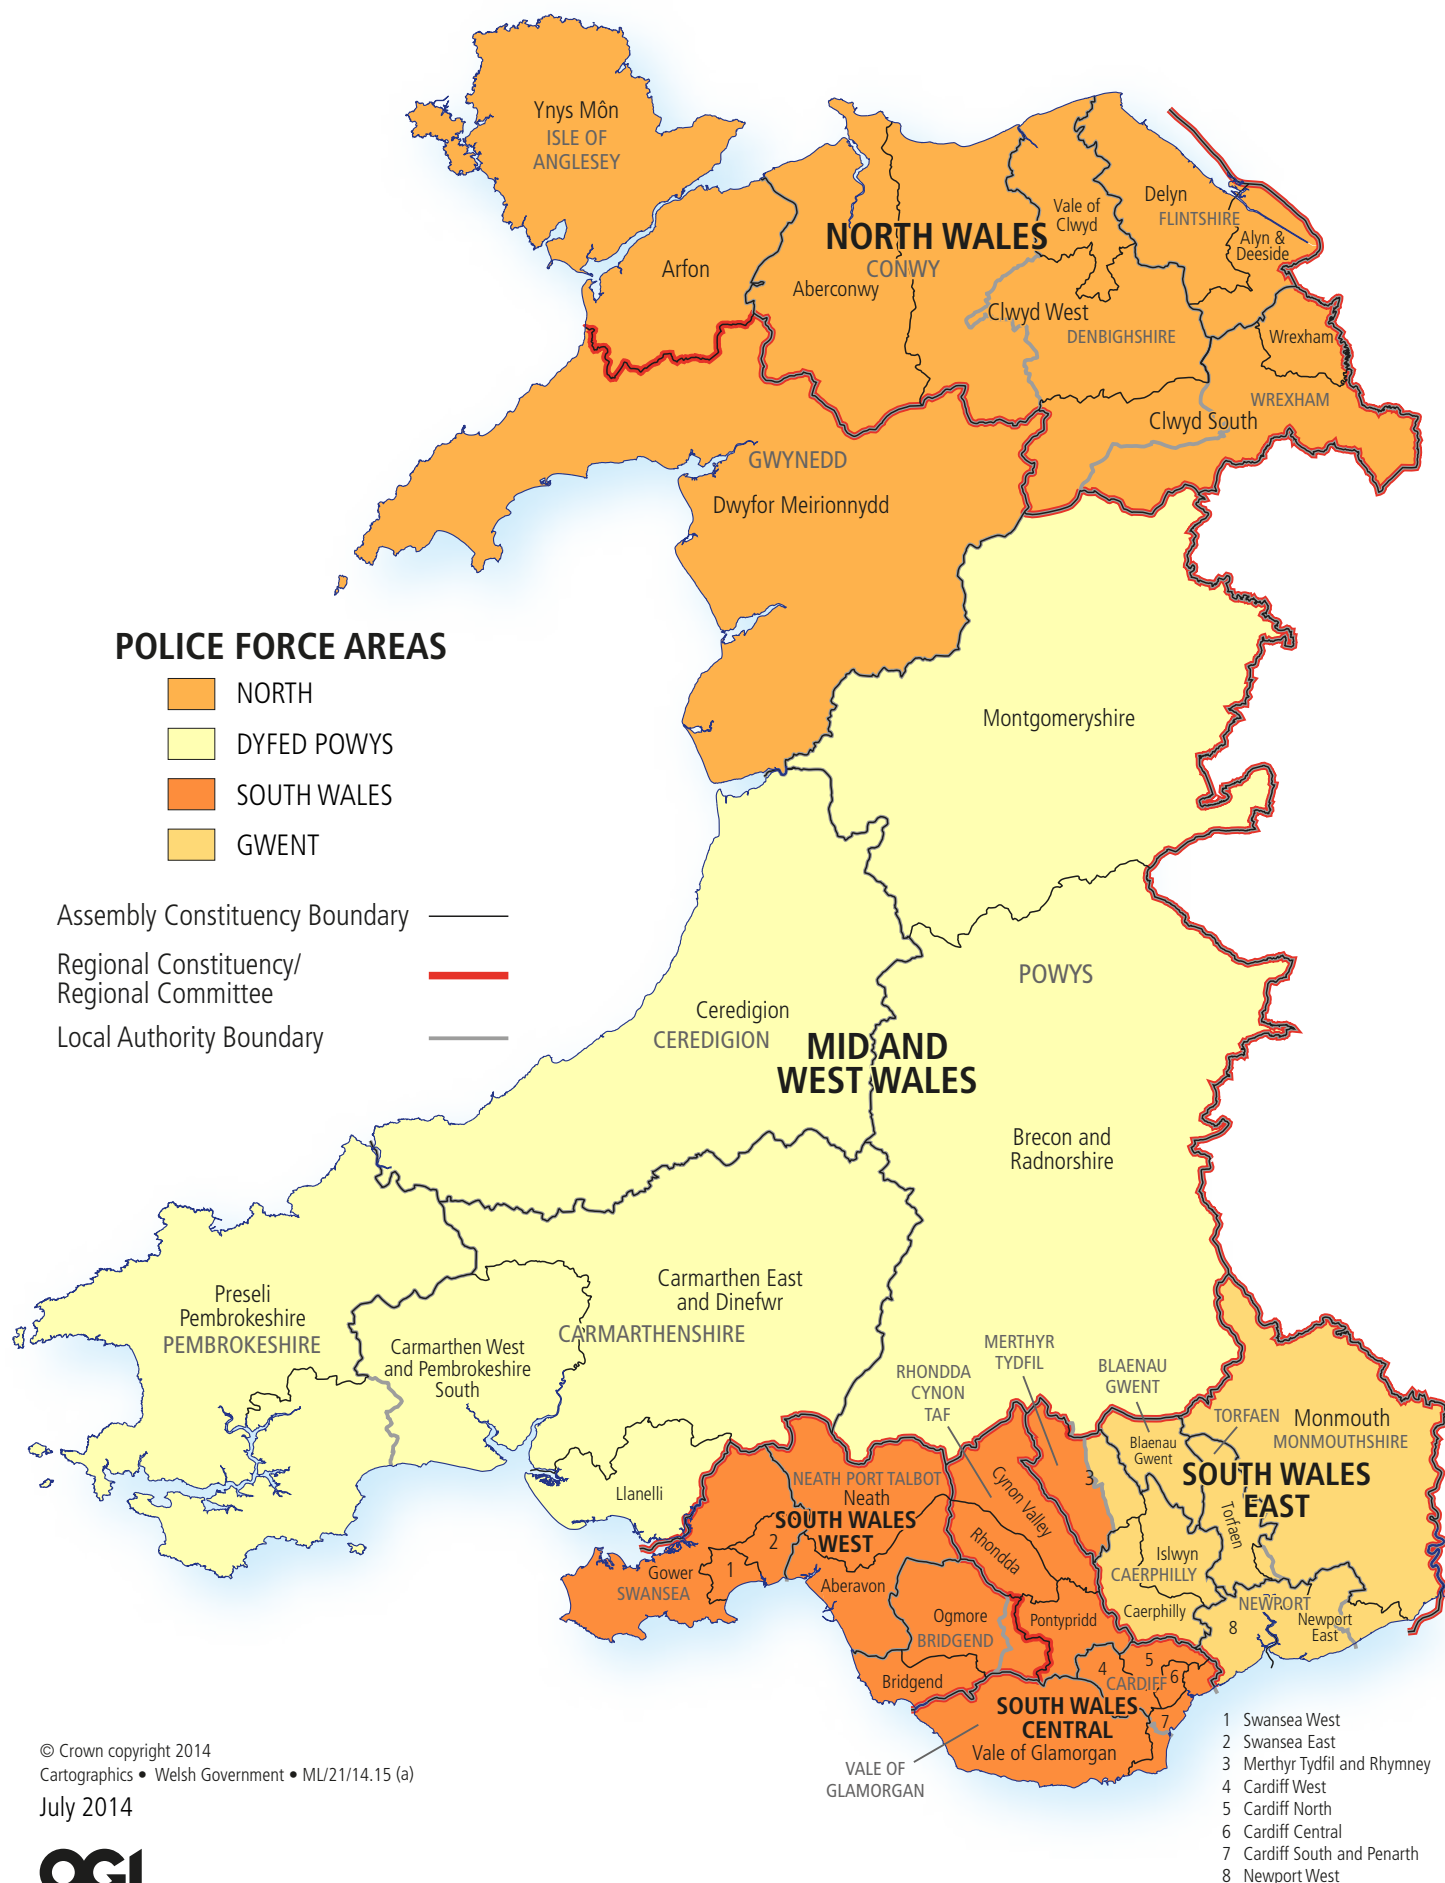 Ynys Môn
ISLE OF
ANGLESEY
Arfon
NORTH WALES
CONWY
Aberconwy
Vale of
Clwyd
Delyn
FLINTSHIRE
Alyn &
Deeside
Clwyd West
DENBIGHSHIRE
Wrexham
WREXHAM
Clwyd South
GWYNEDD
Dwyfor Meirionnydd
POLICE FORCE AREAS
NORTH
DYFED POWYS
SOUTH WALES
GWENT
Assembly Constituency Boundary
Regional Constituency/
Regional Committee
Local Authority Boundary
Montgomeryshire
POWYS
Ceredigion
CEREDIGION
MID AND
WEST WALES
Brecon and
Radnorshire
Preseli
Pembrokeshire
PEMBROKESHIRE
Carmarthen West
and Pembrokeshire
South
Carmarthen East
and Dinefwr
CARMARTHENSHIRE
Llanelli
MERTHYR
TYDFIL
RHONDDA
CYNON
TAF
BLAENAU
GWENT
TORFAEN
Monmouth
MONMOUTHSHIRE
Blaenau
Gwent
SOUTH WALES
EAST
Torfaen
Islwyn
CAERPHILLY
Caerphilly
NEWPORT
Newport
East
8
3
Cynon Valley
Rhondda
Pontypridd
NEATH PORT TALBOT
Neath
SOUTH WALES
WEST
2
1
Gower
SWANSEA
Aberavon
Ogmore
BRIDGEND
Bridgend
4
5
6
CARDIFF
7
SOUTH WALES
CENTRAL
Vale of Glamorgan
VALE OF
GLAMORGAN
1 Swansea West
2 Swansea East
3 Merthyr Tydfil and Rhymney
4 Cardiff West
5 Cardiff North
6 Cardiff Central
7 Cardiff South and Penarth
8 Newport West
© Crown copyright 2014
Cartographics • Welsh Government • ML/21/14.15 (a)
July 2014
OGL